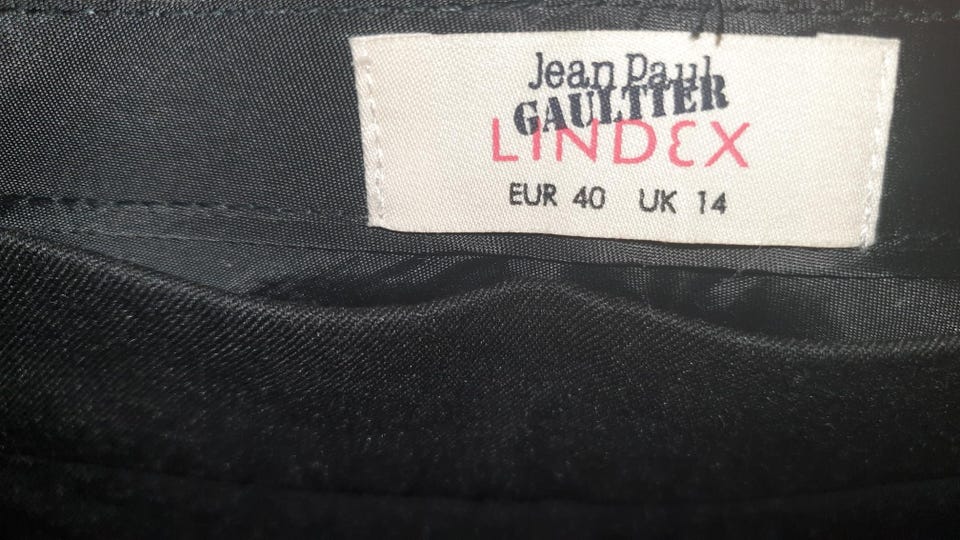 Jean Paul
GAULTIER
LINDEX
EUR 40 UK 14